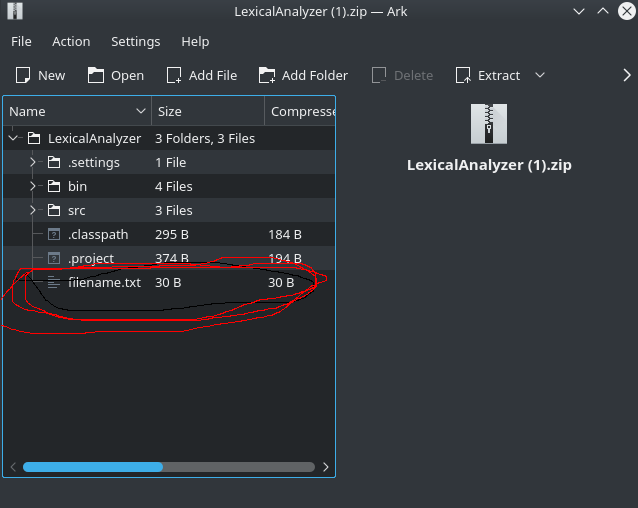 LexicalAnalyzer (1).zip — Ark
File Action Settings Help
New Open Add File Add Folder Delete Extract
Name Size Compresse
LexicalAnalyzer 3 Folders, 3 Files
.settings 1 File
bin 4 Files
src 3 Files
.classpath 295 B 184 B
.project 374 B 194 B
filename.txt 30 B 30 B
LexicalAnalyzer (1).zip